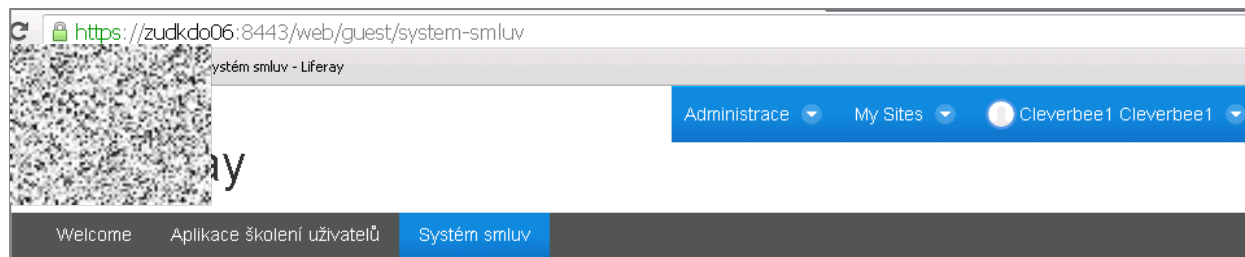 https://zudkdo06:8443/web/guest/system-smluv
ystém smluv - Liferay
Administrace My Sites Cleverbee1 Cleverbee1
ay
Welcome Aplikace školení uživatelů Systém smluv